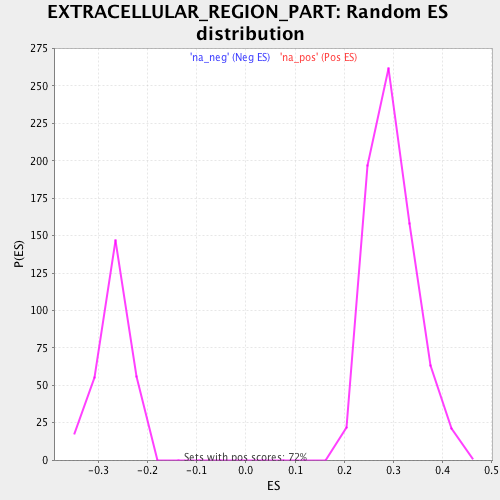 EXTRACELLULAR_REGION_PART: Random ES
distribution
'na_neg' (Neg ES) 'na_pos' (Pos ES)
275
250
225
200
175
150
125
100
75
50
25
0
P(ES)
Sets with pos scores: 72%
-0.3 -0.2 -0.1 0.0 0.1 0.2 0.3 0.4 0.5
ES